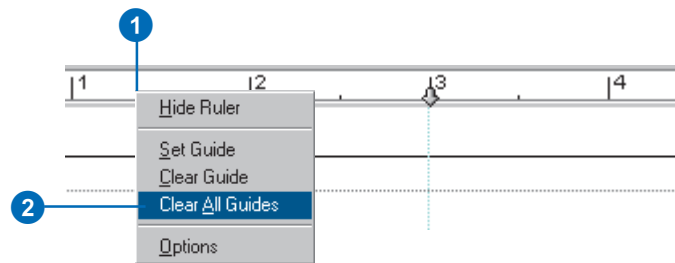 1
1 2 3 4
Hide Ruler
Set Guide
Clear Guide
2 Clear All Guides
Options